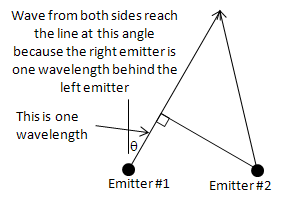 Wave from both sides reach
the line at this angle
because the right emitter is
one wavelength behind the
left emitter
This is one
wavelength
θ
Emitter#1
Emitter#2